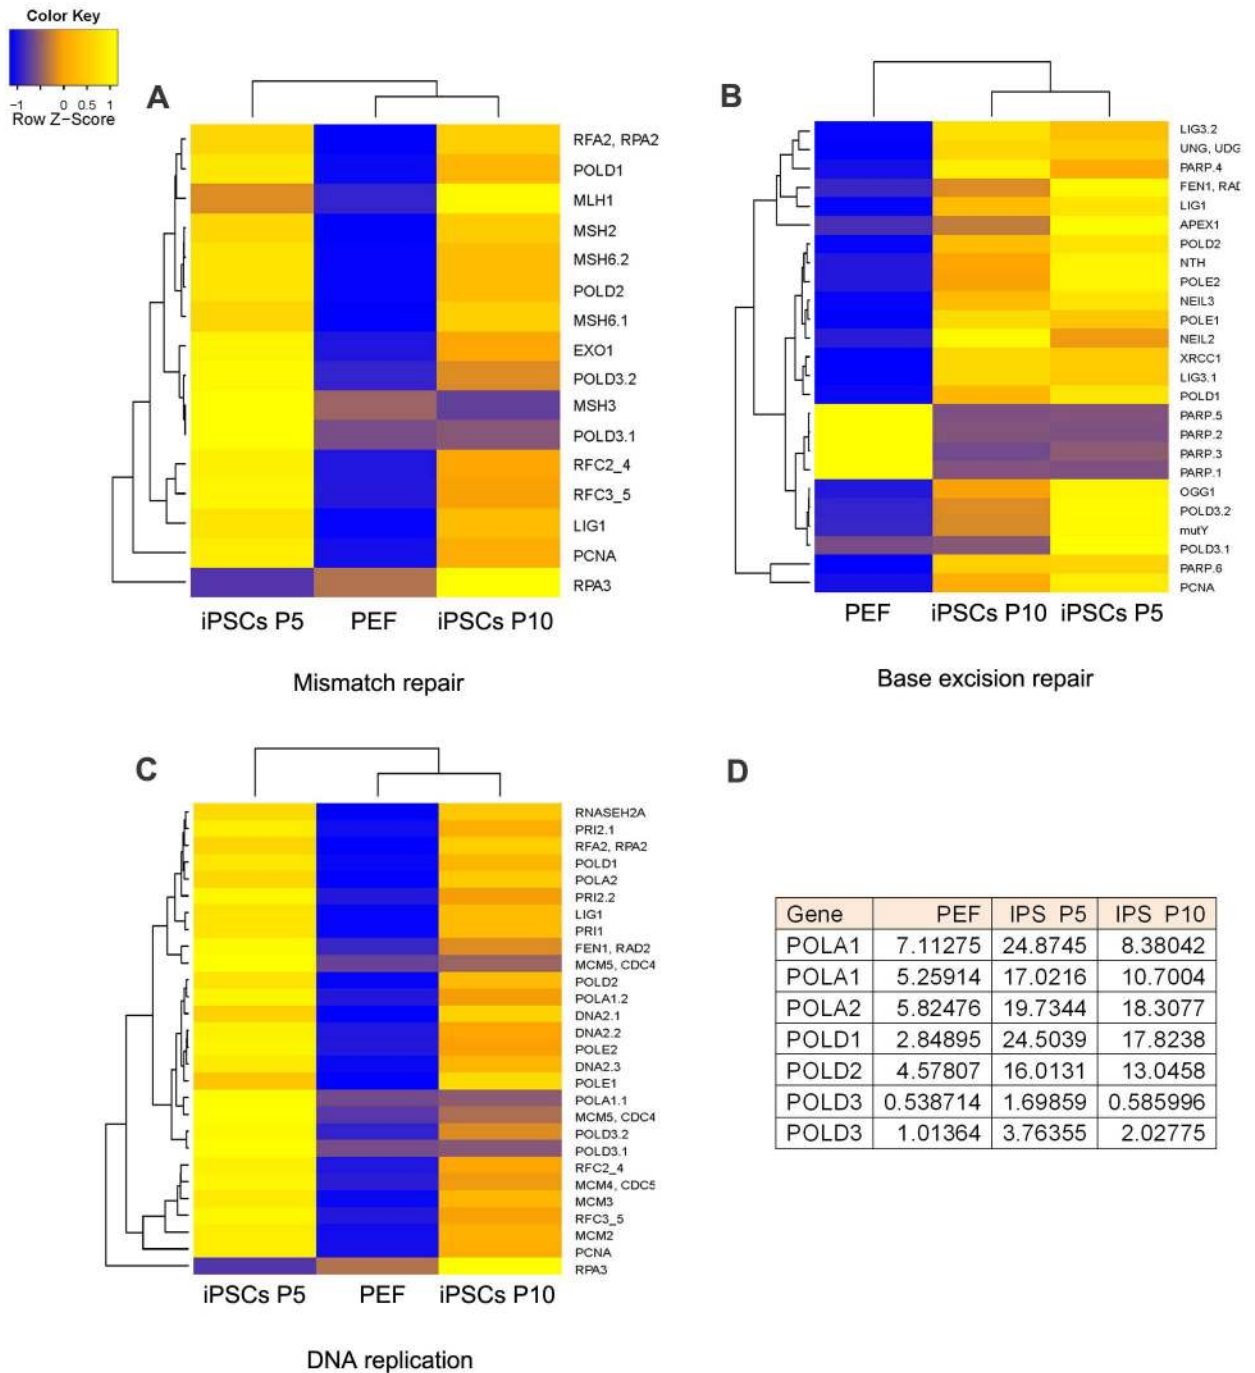 Color Key
−1 0 0.5 1
Row Z−Score
A
RFA2, RPA2
POLD1
MLH1
MSH2
MSH6.2
POLD2
MSH6.1
EXO1
POLD3.2
MSH3
POLD3.1
RFC2_4
RFC3_5
LIG1
PCNA
RPA3
iPSCs P5 PEF iPSCs P10
Mismatch repair
B
LIG3.2
UNG, UDG
PARP.4
FEN1, RAD
LIG1
APEX1
POLD2
NTH
POLE2
NEIL3
POLE1
NEIL2
XRCC1
LIG3.1
POLD1
PARP.5
PARP.2
PARP.3
PARP.1
OGG1
POLD3.2
mutY
POLD3.1
PARP.6
PCNA
PEF iPSCs P10 iPSCs P5
Base excision repair
C
RNASEH2A
PRI2.1
RFA2, RPA2
POLD1
POLA2
PRI2.2
LIG1
PRI1
FEN1, RAD2
MCM5, CDC4
POLD2
POLA1.2
DNA2.1
DNA2.2
POLE2
DNA2.3
POLE1
POLA1.1
MCM5, CDC4
POLD3.2
POLD3.1
RFC2_4
MCM4, CDC5
MCM3
RFC3_5
MCM2
PCNA
RPA3
iPSCs P5 PEF iPSCs P10
DNA replication
D
Gene PEF IPS P5 IPS P10
POLA1 7.11275 24.8745 8.38042
POLA1 5.25914 17.0216 10.7004
POLA2 5.82476 19.7344 18.3077
POLD1 2.84895 24.5039 17.8238
POLD2 4.57807 16.0131 13.0458
POLD3 0.538714 1.69859 0.585996
POLD3 1.01364 3.76355 2.02775